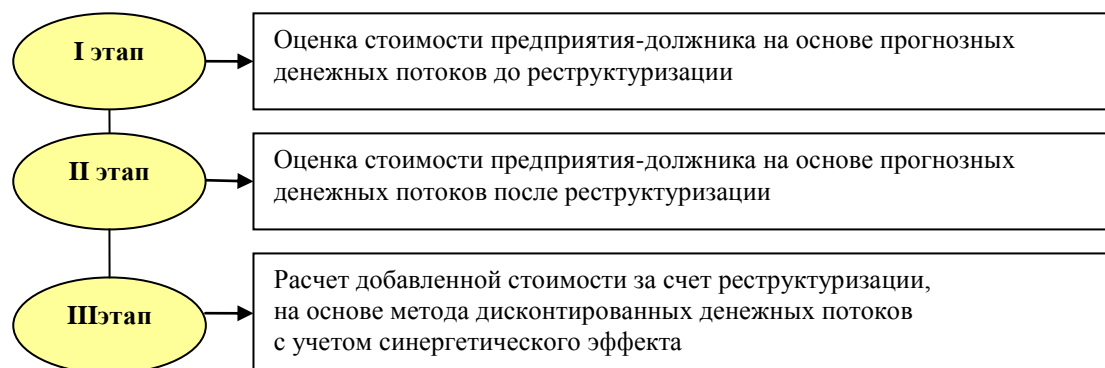 I этап
Оценка стоимости предприятия-должника на основе прогнозных
денежных потоков до реструктуризации
II этап
Оценка стоимости предприятия-должника на основе прогнозных
денежных потоков после реструктуризации
IIIэтап
Расчет добавленной стоимости за счет реструктуризации,
на основе метода дисконтированных денежных потоков
с учетом синергетического эффекта